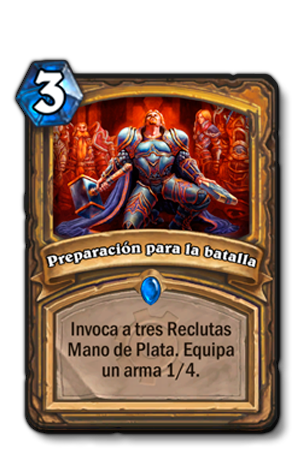 3
Preparación para la batalla
Invoca a tres Reclutas
Mano de Plata. Equipa
un arma 1/4.